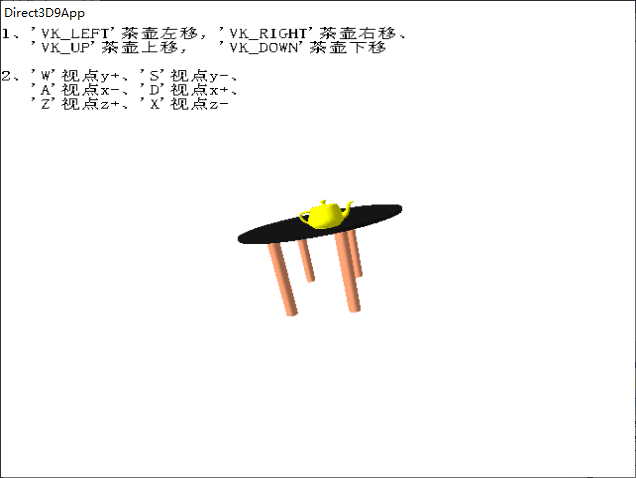 Direct3D9App
1、'VK_LEFT'茶壶左移，'VK_RIGHT'茶壶右移、
'VK_UP'茶壶上移，  'VK_DOWN'茶壶下移
2、'W'视点y+、'S'视点y-、
'A'视点x-、'D'视点x+、
'Z'视点z+、'X'视点z-